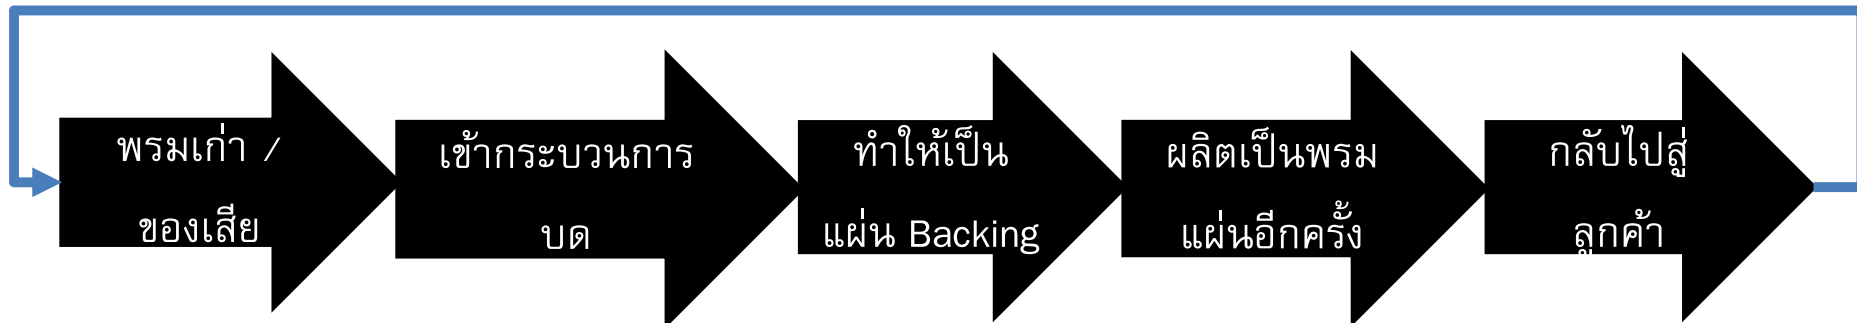 พรมเก่า /
ของเสีย
เข้ากระบวนการ
บด
ทำให้เป็น
แผ่น Backing
ผลิตเป็นพรม
แผ่นอีกครั้ง
กลับไปสู่
ลูกค้า